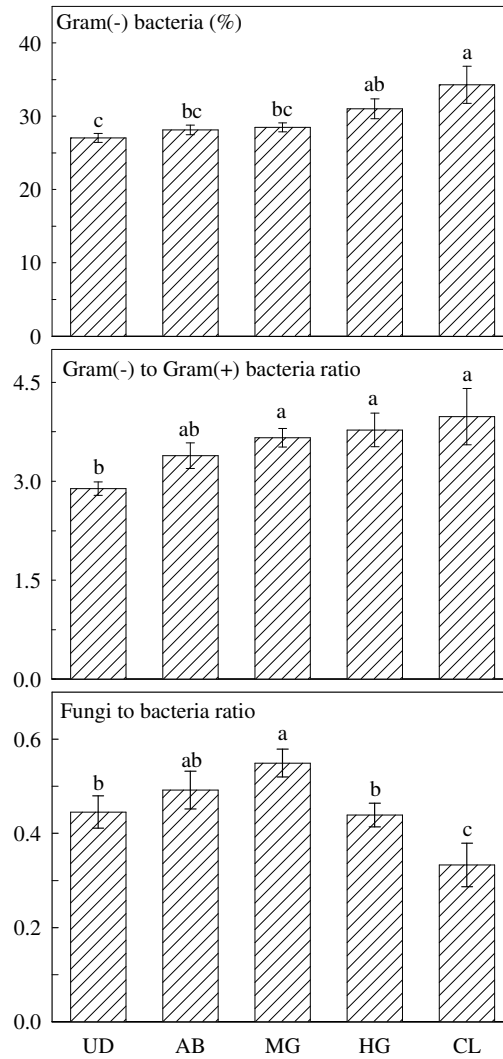 Gram(-) bacteria (%)
40
30
20
10
0
c
bc
bc
ab
a
Gram(-) to Gram(+) bacteria ratio
4.5
3.0
1.5
0.0
b
ab
a
a
a
Fungi to bacteria ratio
0.6
0.4
0.2
0.0
b
ab
a
b
c
UD AB MG HG CL